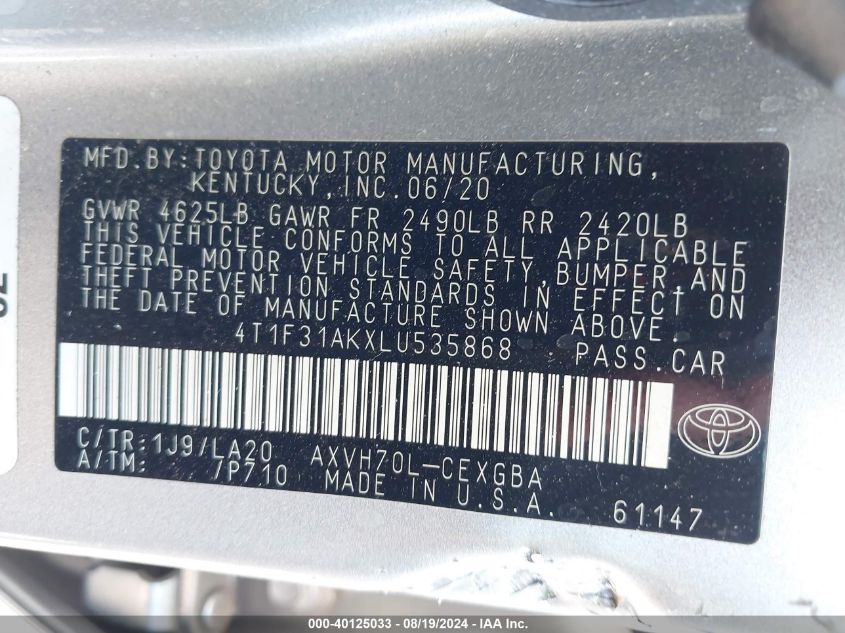 MFD.BY:TOYOTA MOTOR MANUFACTURING,
KENTUCKY,INC.06/20
GVWR 4625LB GAWR FR 2490LB RR 2420LB
THIS VEHICLE CONFORMS TO ALL APPLICABLE
FEDERAL MOTOR VEHICLE SAFETY,BUMPER,AND
THEFT PREVENTION STANDARDS IN EFFECT ON
THE DATE OF MANUFACTURE SHOWN ABOVE.
4T1F31AKXLU535868 PASS.CAR
C/TR:1J9/LA20 AXVH70L-CEXGBA
A/TM: /P710 MADE IN U.S.A. 61147
000-40125033 - 08/19/2024 - IAA Inc.